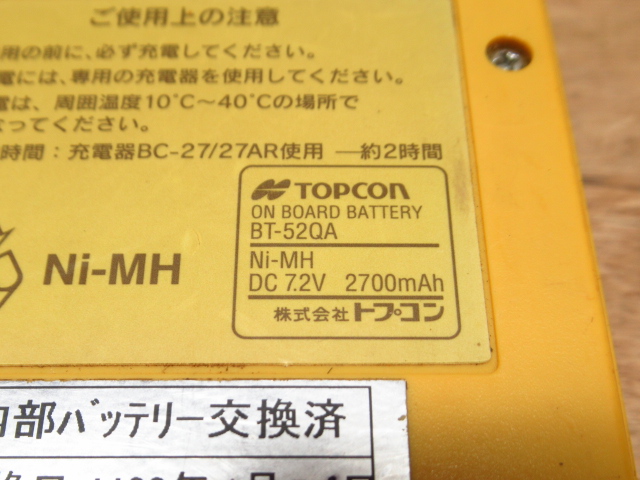 ご使用上の注意
用の前に、必ず充電してください。
電には、専用の充電器を使用してください。
電は、周囲温度10°C～40°Cの場所で
ってください。
時間：充電器BC-27/27AR使用 ―約2時間
TOPCON
ON BOARD BATTERY
BT-52QA
Ni-MH
Ni-MH
DC 7.2V 2700mAh
株式会社トプコン
内部バッテリー交換済